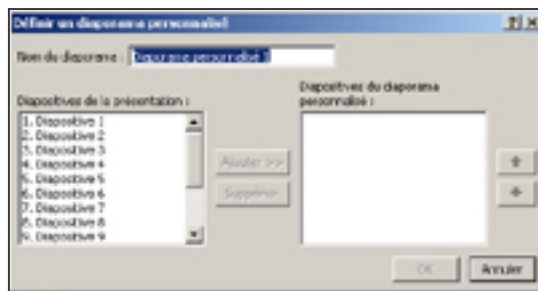 Définir un diaporama personnalisé
Nom du diaporama : Diaporama personnalisé 1
Diapositives de la présentation :
Diapositives du diaporama
personnalisé :
1. Diapositive 1
2. Diapositive 2
3. Diapositive 3
4. Diapositive 4
5. Diapositive 5
6. Diapositive 6
7. Diapositive 7
8. Diapositive 8
9. Diapositive 9
Ajouter >>
Supprimer
OK
Annuler